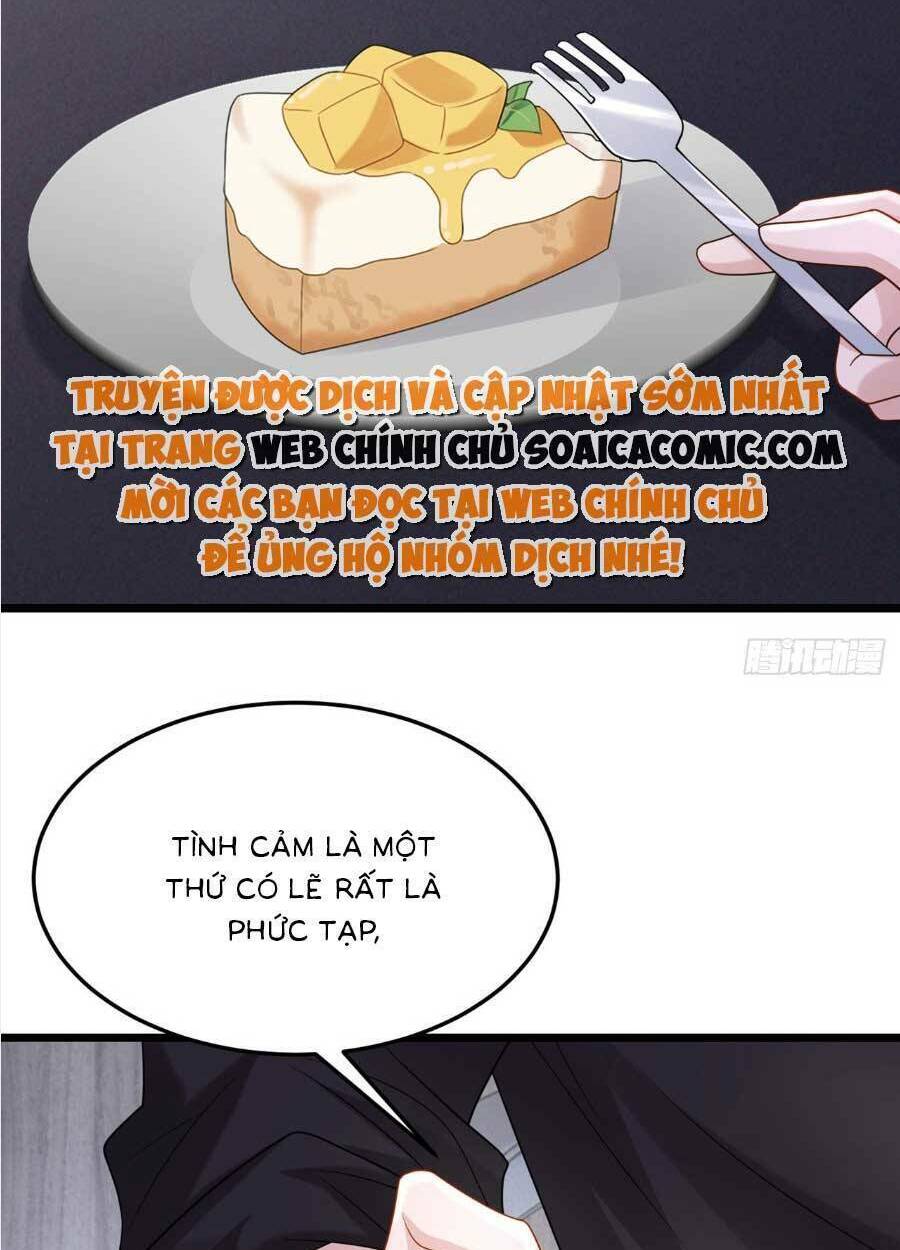 TRUYỆN ĐƯỢC DỊCH VÀ CẬP NHẬT SỚM NHẤT
TẠI TRANG WEB CHÍNH CHỦ SOAICACOMIC.COM
MỜI CÁC BẠN ĐỌC TẠI WEB CHÍNH CHỦ
ĐỂ ỦNG HỘ NHÓM DỊCH NHÉ!
腾讯动漫
TÌNH CẢM LÀ MỘT
THỨ CÓ LẼ RẤT LÀ
PHỨC TẠP,